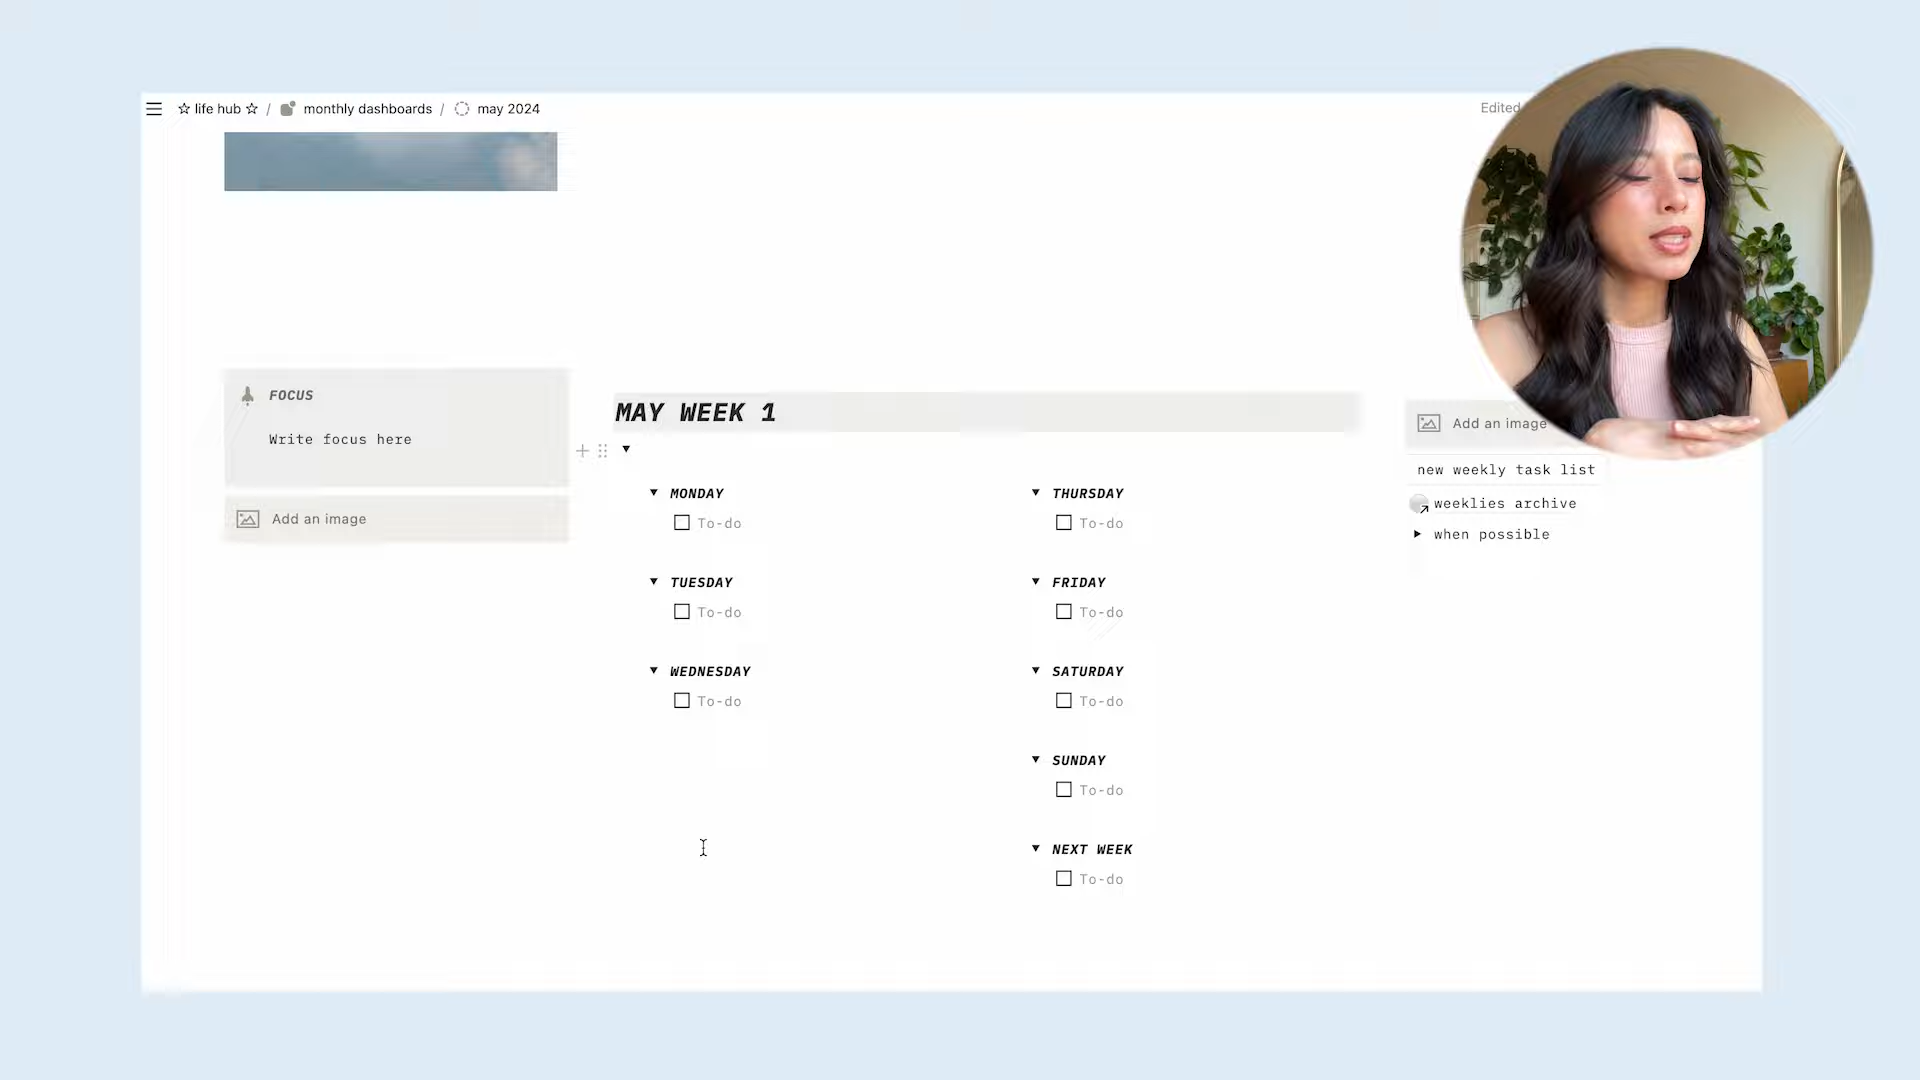 ☆ life hub ☆ / monthly dashboards / may 2024
Edited
FOCUS
Write focus here
Add an image
MAY WEEK 1
MONDAY
To-do
TUESDAY
To-do
WEDNESDAY
To-do
THURSDAY
To-do
FRIDAY
To-do
SATURDAY
To-do
SUNDAY
To-do
NEXT WEEK
To-do
Add an image
new weekly task list
weeklies archive
when possible